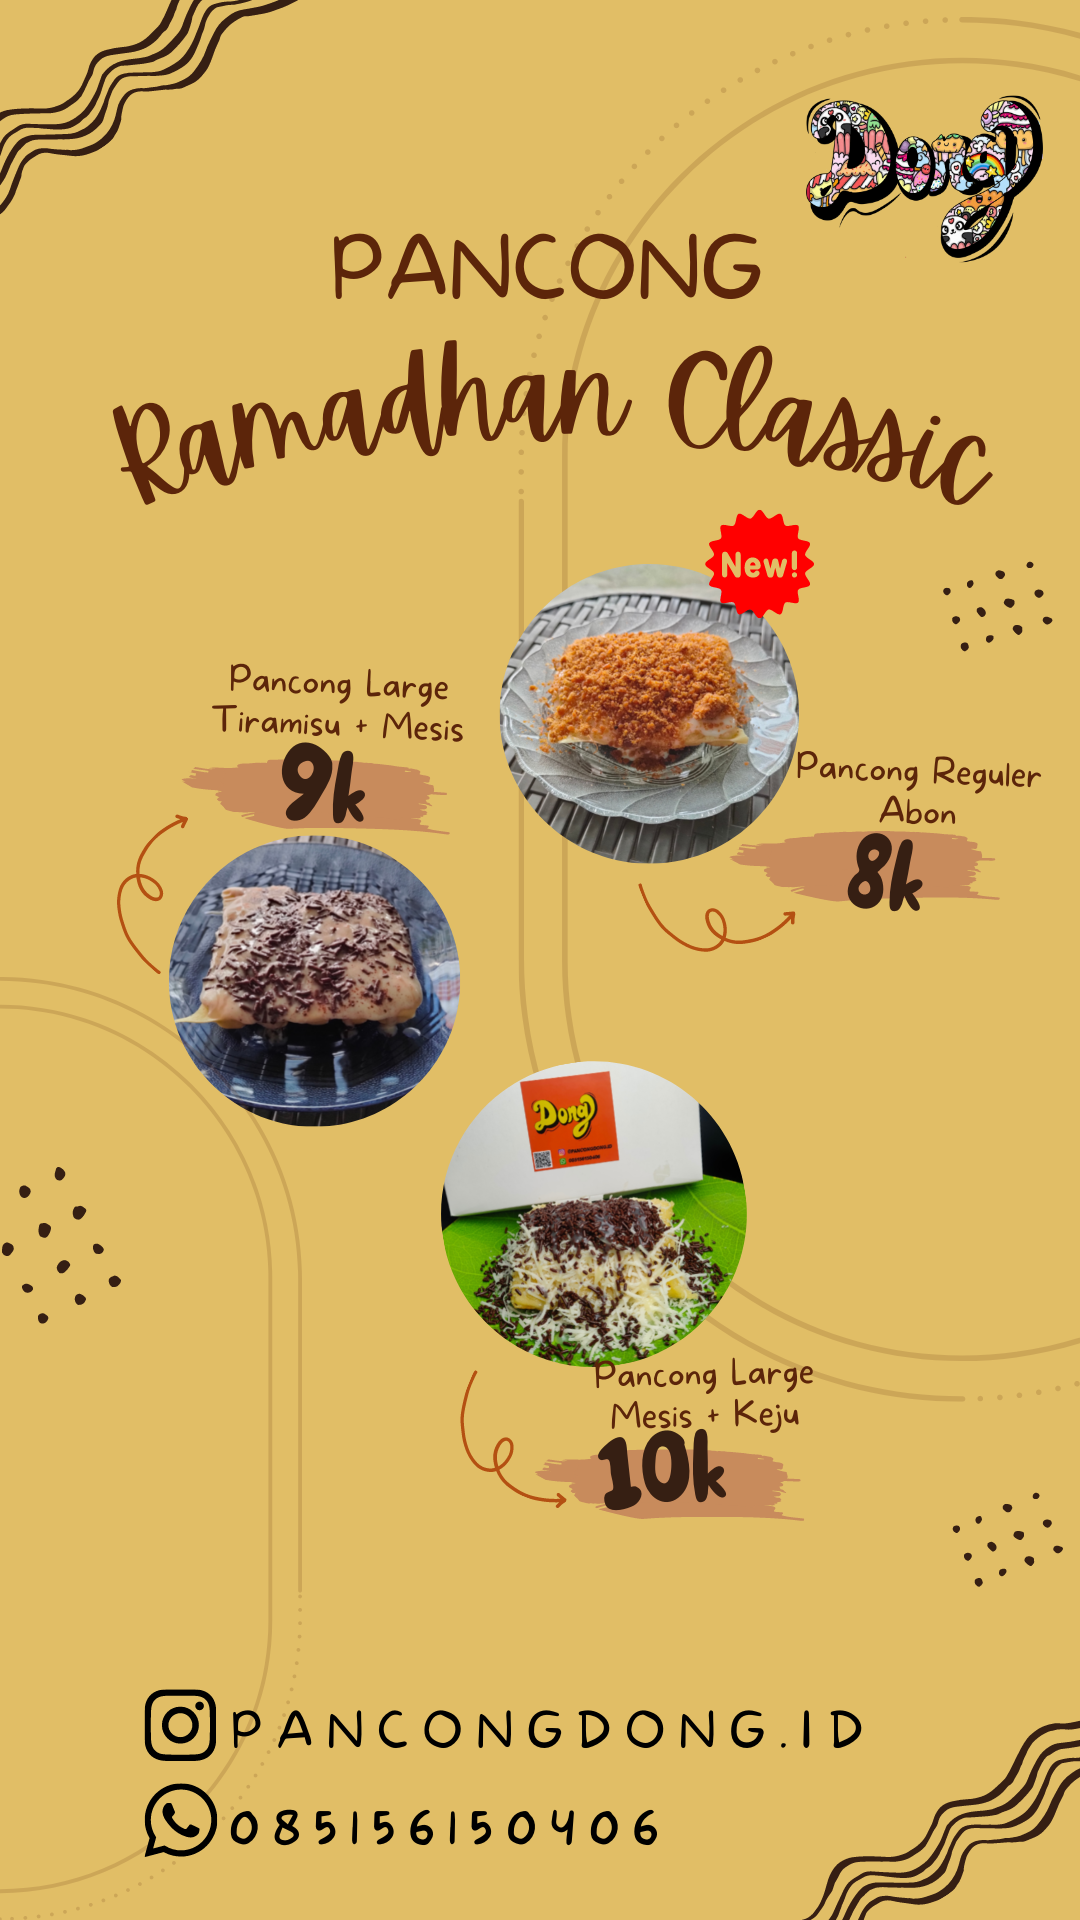 Dong
PANCONG
Ramadhan Classic
New!
Pancong Large
Tiramisu + Mesis
9k
Pancong Reguler
Abon
8k
Dong
Pancong Large
Mesis + Keju
10k
PANCONGDONG.ID
085156150406